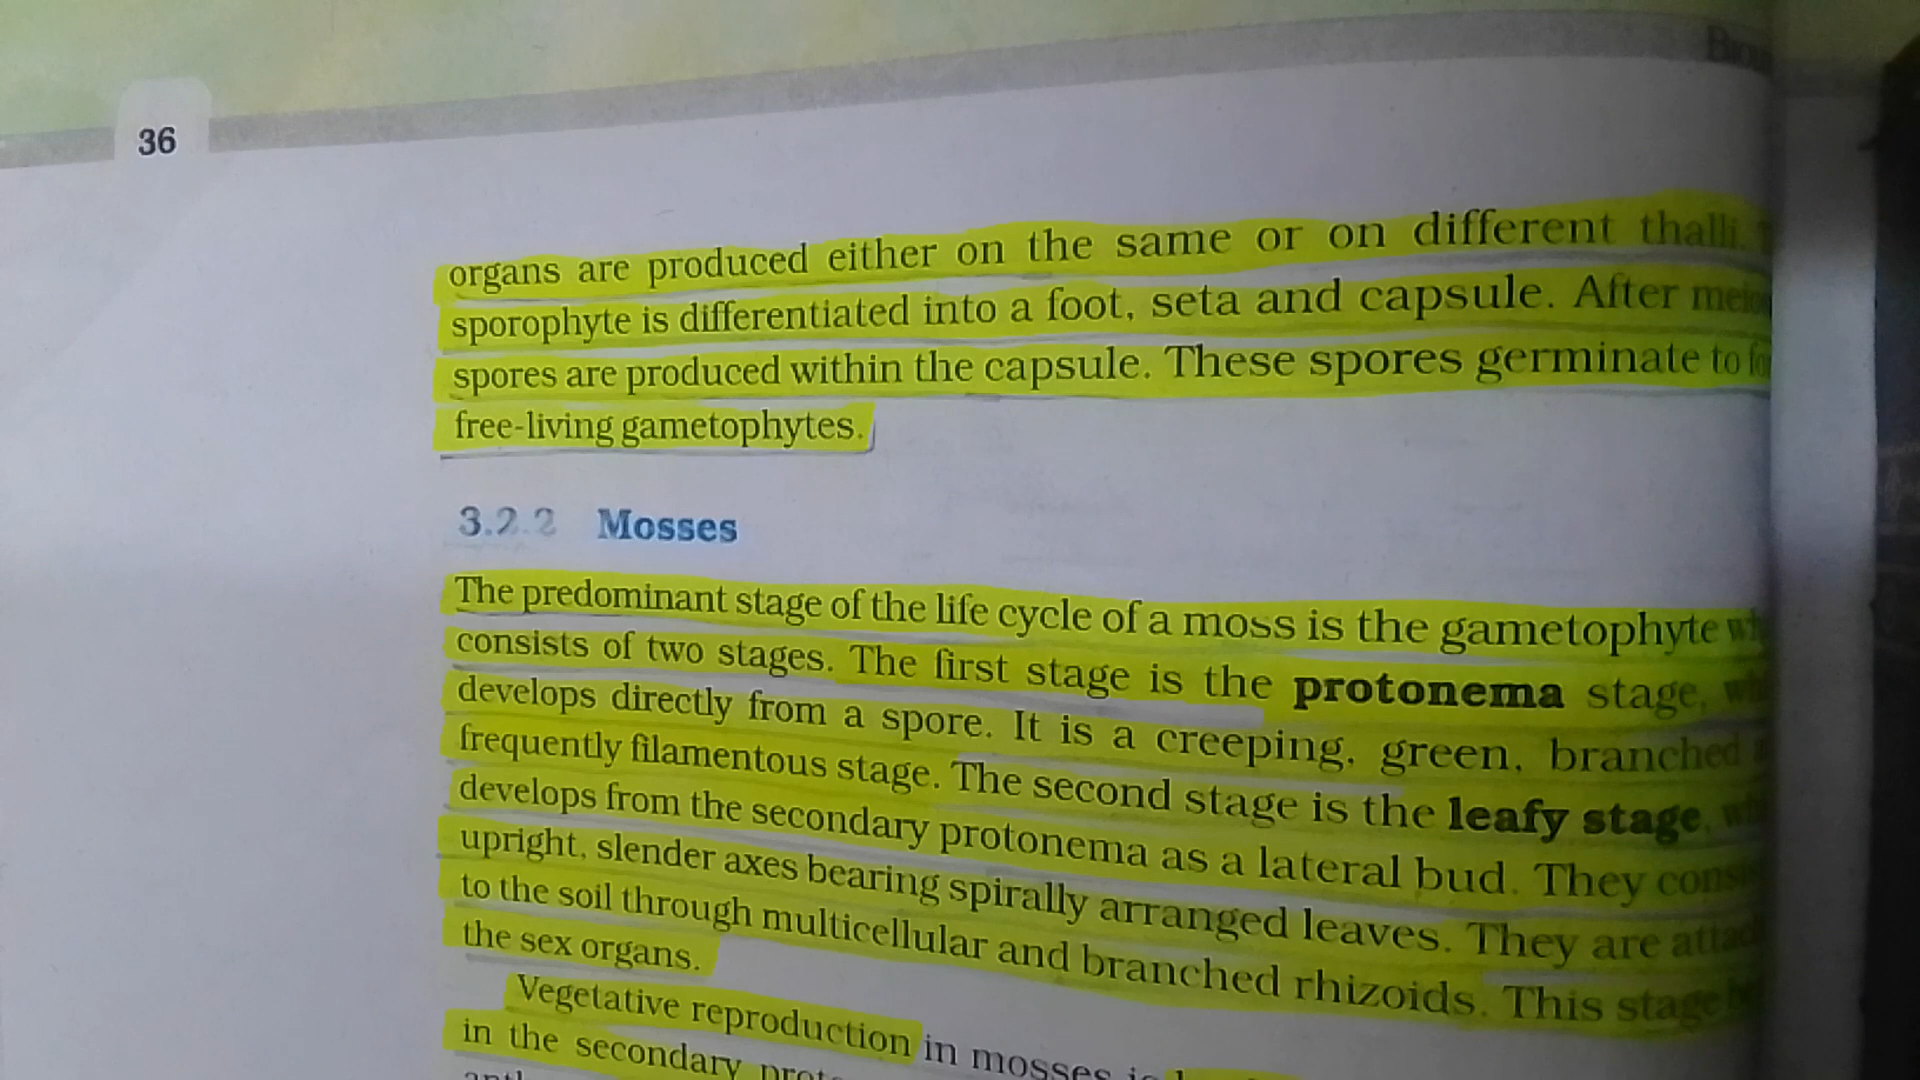 36
organs are produced either on the same or on different thalli.
sporophyte is differentiated into a foot, seta and capsule. After
spores are produced within the capsule. These spores germinate to
free-living gametophytes.
3.2.2 Mosses
The predominant stage of the life cycle of a moss is the gametophyte
consists of two stages. The first stage is the protonema stage,
develops directly from a spore. It is a creeping, green, branched
frequently filamentous stage. The second stage is the leafy stage,
develops from the secondary protonema as a lateral bud. They
upright, slender axes bearing spirally arranged leaves. They are
to the soil through multicellular and branched rhizoids. This stage
the sex organs.
Vegetative reproduction in mosses
in the secondary